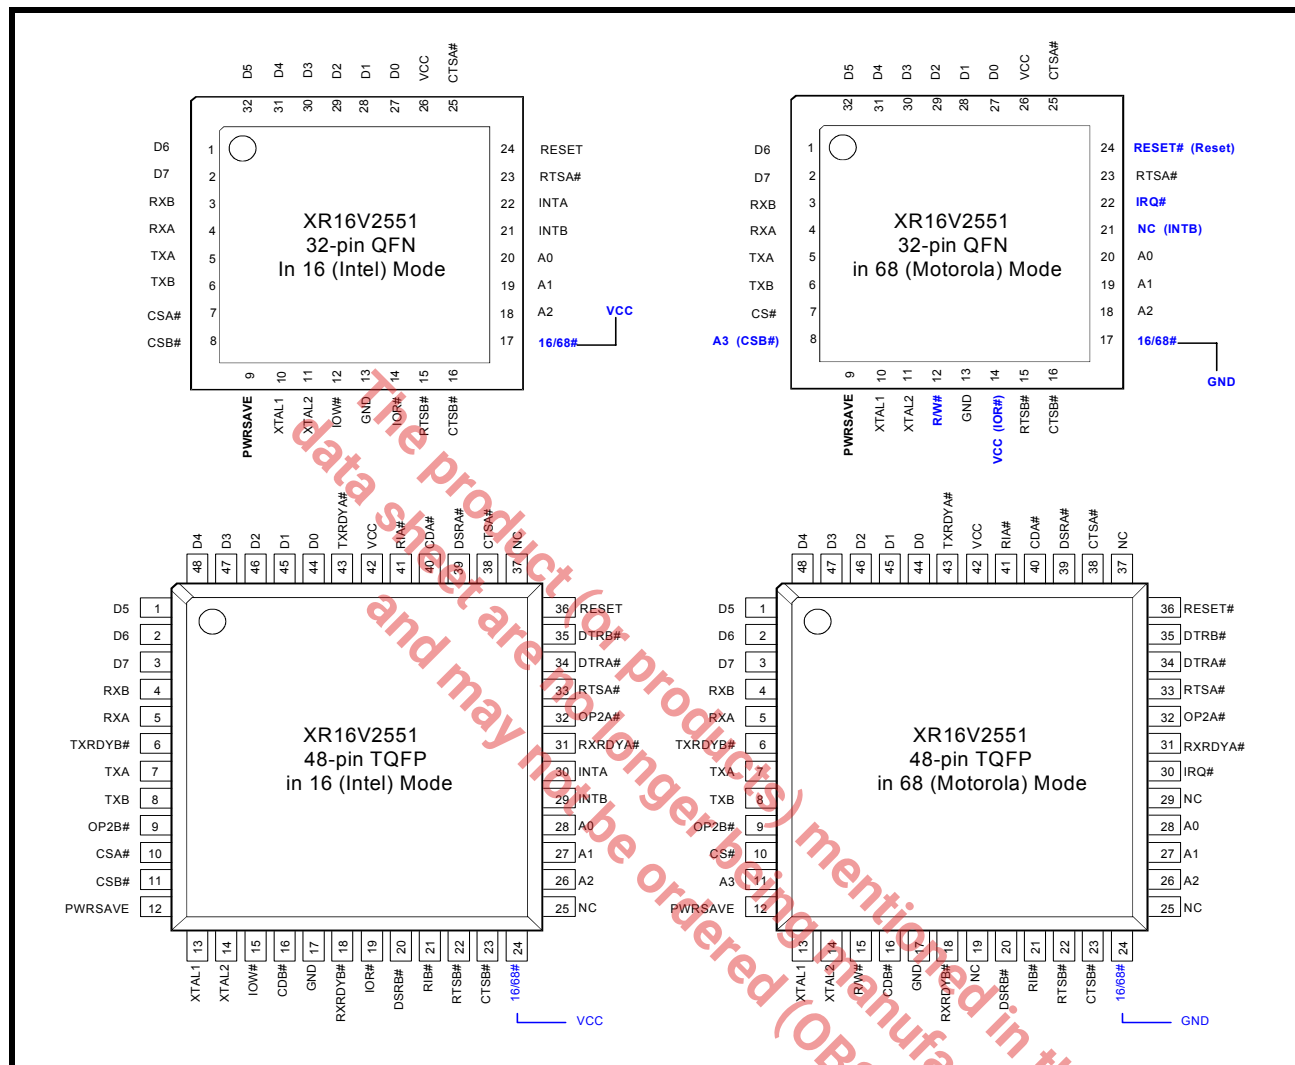 D5 D4 D3 D2 D1 D0 VCC CTSA#
32 31 30 29 28 27 26 25
D6 1
D7 2
RXB 3
RXA 4
TXA 5
TXB 6
CSA# 7
CSB# 8
XR16V2551
32-pin QFN
In 16 (Intel) Mode
24 RESET
23 RTSA#
22 INTA
21 INTB
20 A0
19 A1
18 A2
17 16/68#
VCC
9 10 11 12 13 14 15 16
PWRSAVE XTAL1 XTAL2 IOW# GND IOR# RTSB# CTSB#
D5 D4 D3 D2 D1 D0 VCC CTSA#
32 31 30 29 28 27 26 25
D6 1
D7 2
RXB 3
RXA 4
TXA 5
TXB 6
CS# 7
A3 (CSB#) 8
XR16V2551
32-pin QFN
in 68 (Motorola) Mode
24 RESET# (Reset)
23 RTSA#
22 IRQ#
21 NC (INTB)
20 A0
19 A1
18 A2
17 16/68#
GND
9 10 11 12 13 14 15 16
PWRSAVE XTAL1 XTAL2 R/W# GND VCC (IOR#) RTSB# CTSB#
D4 D3 D2 D1 D0 TXRDYA# VCC RIA# CDA# DSRA# CTSA# NC
48 47 46 45 44 43 42 41 40 39 38 37
D5 1
D6 2
D7 3
RXB 4
RXA 5
TXRDYB# 6
TXA 7
TXB 8
OP2B# 9
CSA# 10
CSB# 11
PWRSAVE 12
XR16V2551
48-pin TQFP
in 16 (Intel) Mode
36 RESET
35 DTRB#
34 DTRA#
33 RTSA#
32 OP2A#
31 RXRDYA#
30 INTA
29 INTB
28 A0
27 A1
26 A2
25 NC
13 14 15 16 17 18 19 20 21 22 23 24
XTAL1 XTAL2 IOW# CDB# GND RXRDYB# IOR# DSRB# RIB# RTSB# CTSB# 16/68#
VCC
D4 D3 D2 D1 D0 TXRDYA# VCC RIA# CDA# DSRA# CTSA# NC
48 47 46 45 44 43 42 41 40 39 38 37
D5 1
D6 2
D7 3
RXB 4
RXA 5
TXRDYB# 6
TXA 7
TXB 8
OP2B# 9
CS# 10
A3 11
PWRSAVE 12
XR16V2551
48-pin TQFP
in 68 (Motorola) Mode
36 RESET#
35 DTRB#
34 DTRA#
33 RTSA#
32 OP2A#
31 RXRDYA#
30 IRQ#
29 NC
28 A0
27 A1
26 A2
25 NC
13 14 15 16 17 18 19 20 21 22 23 24
XTAL1 XTAL2 R/W# CDB# GND RXRDYB# NC DSRB# RIB# RTSB# CTSB# 16/68#
GND
The product (or products) mentioned in
data sheet are no longer being
and may not be ordered